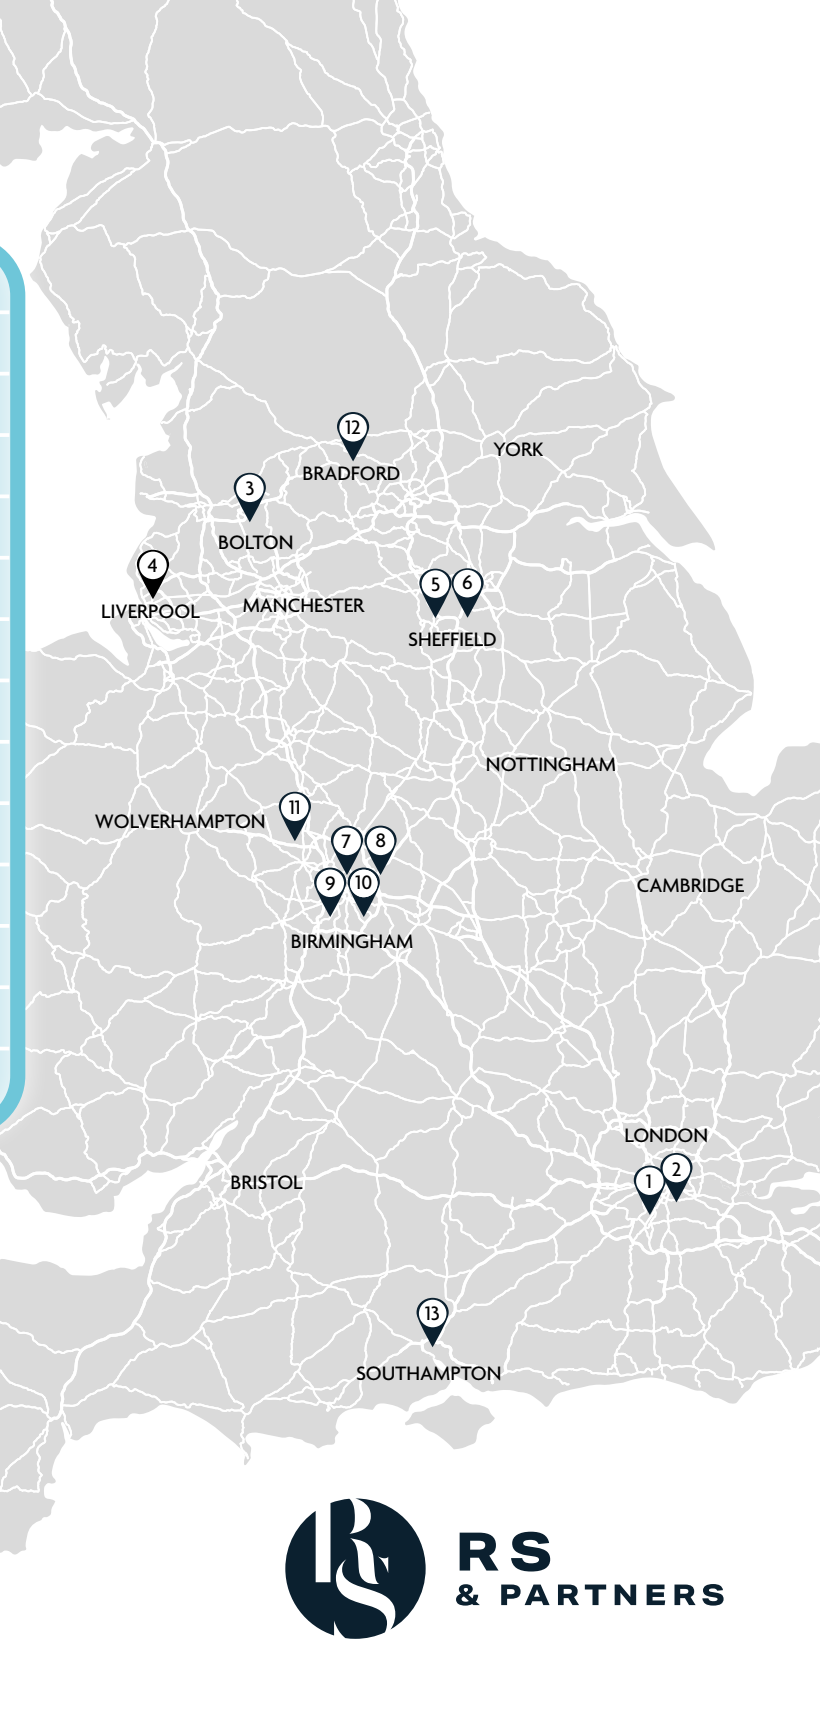 12
YORK
BRADFORD
3
BOLTON
4
5 6
LIVERPOOL
MANCHESTER
SHEFFIELD
NOTTINGHAM
11
WOLVERHAMPTON
7 8
9 10
CAMBRIDGE
BIRMINGHAM
LONDON
1 2
BRISTOL
13
SOUTHAMPTON
RS
RS
& PARTNERS